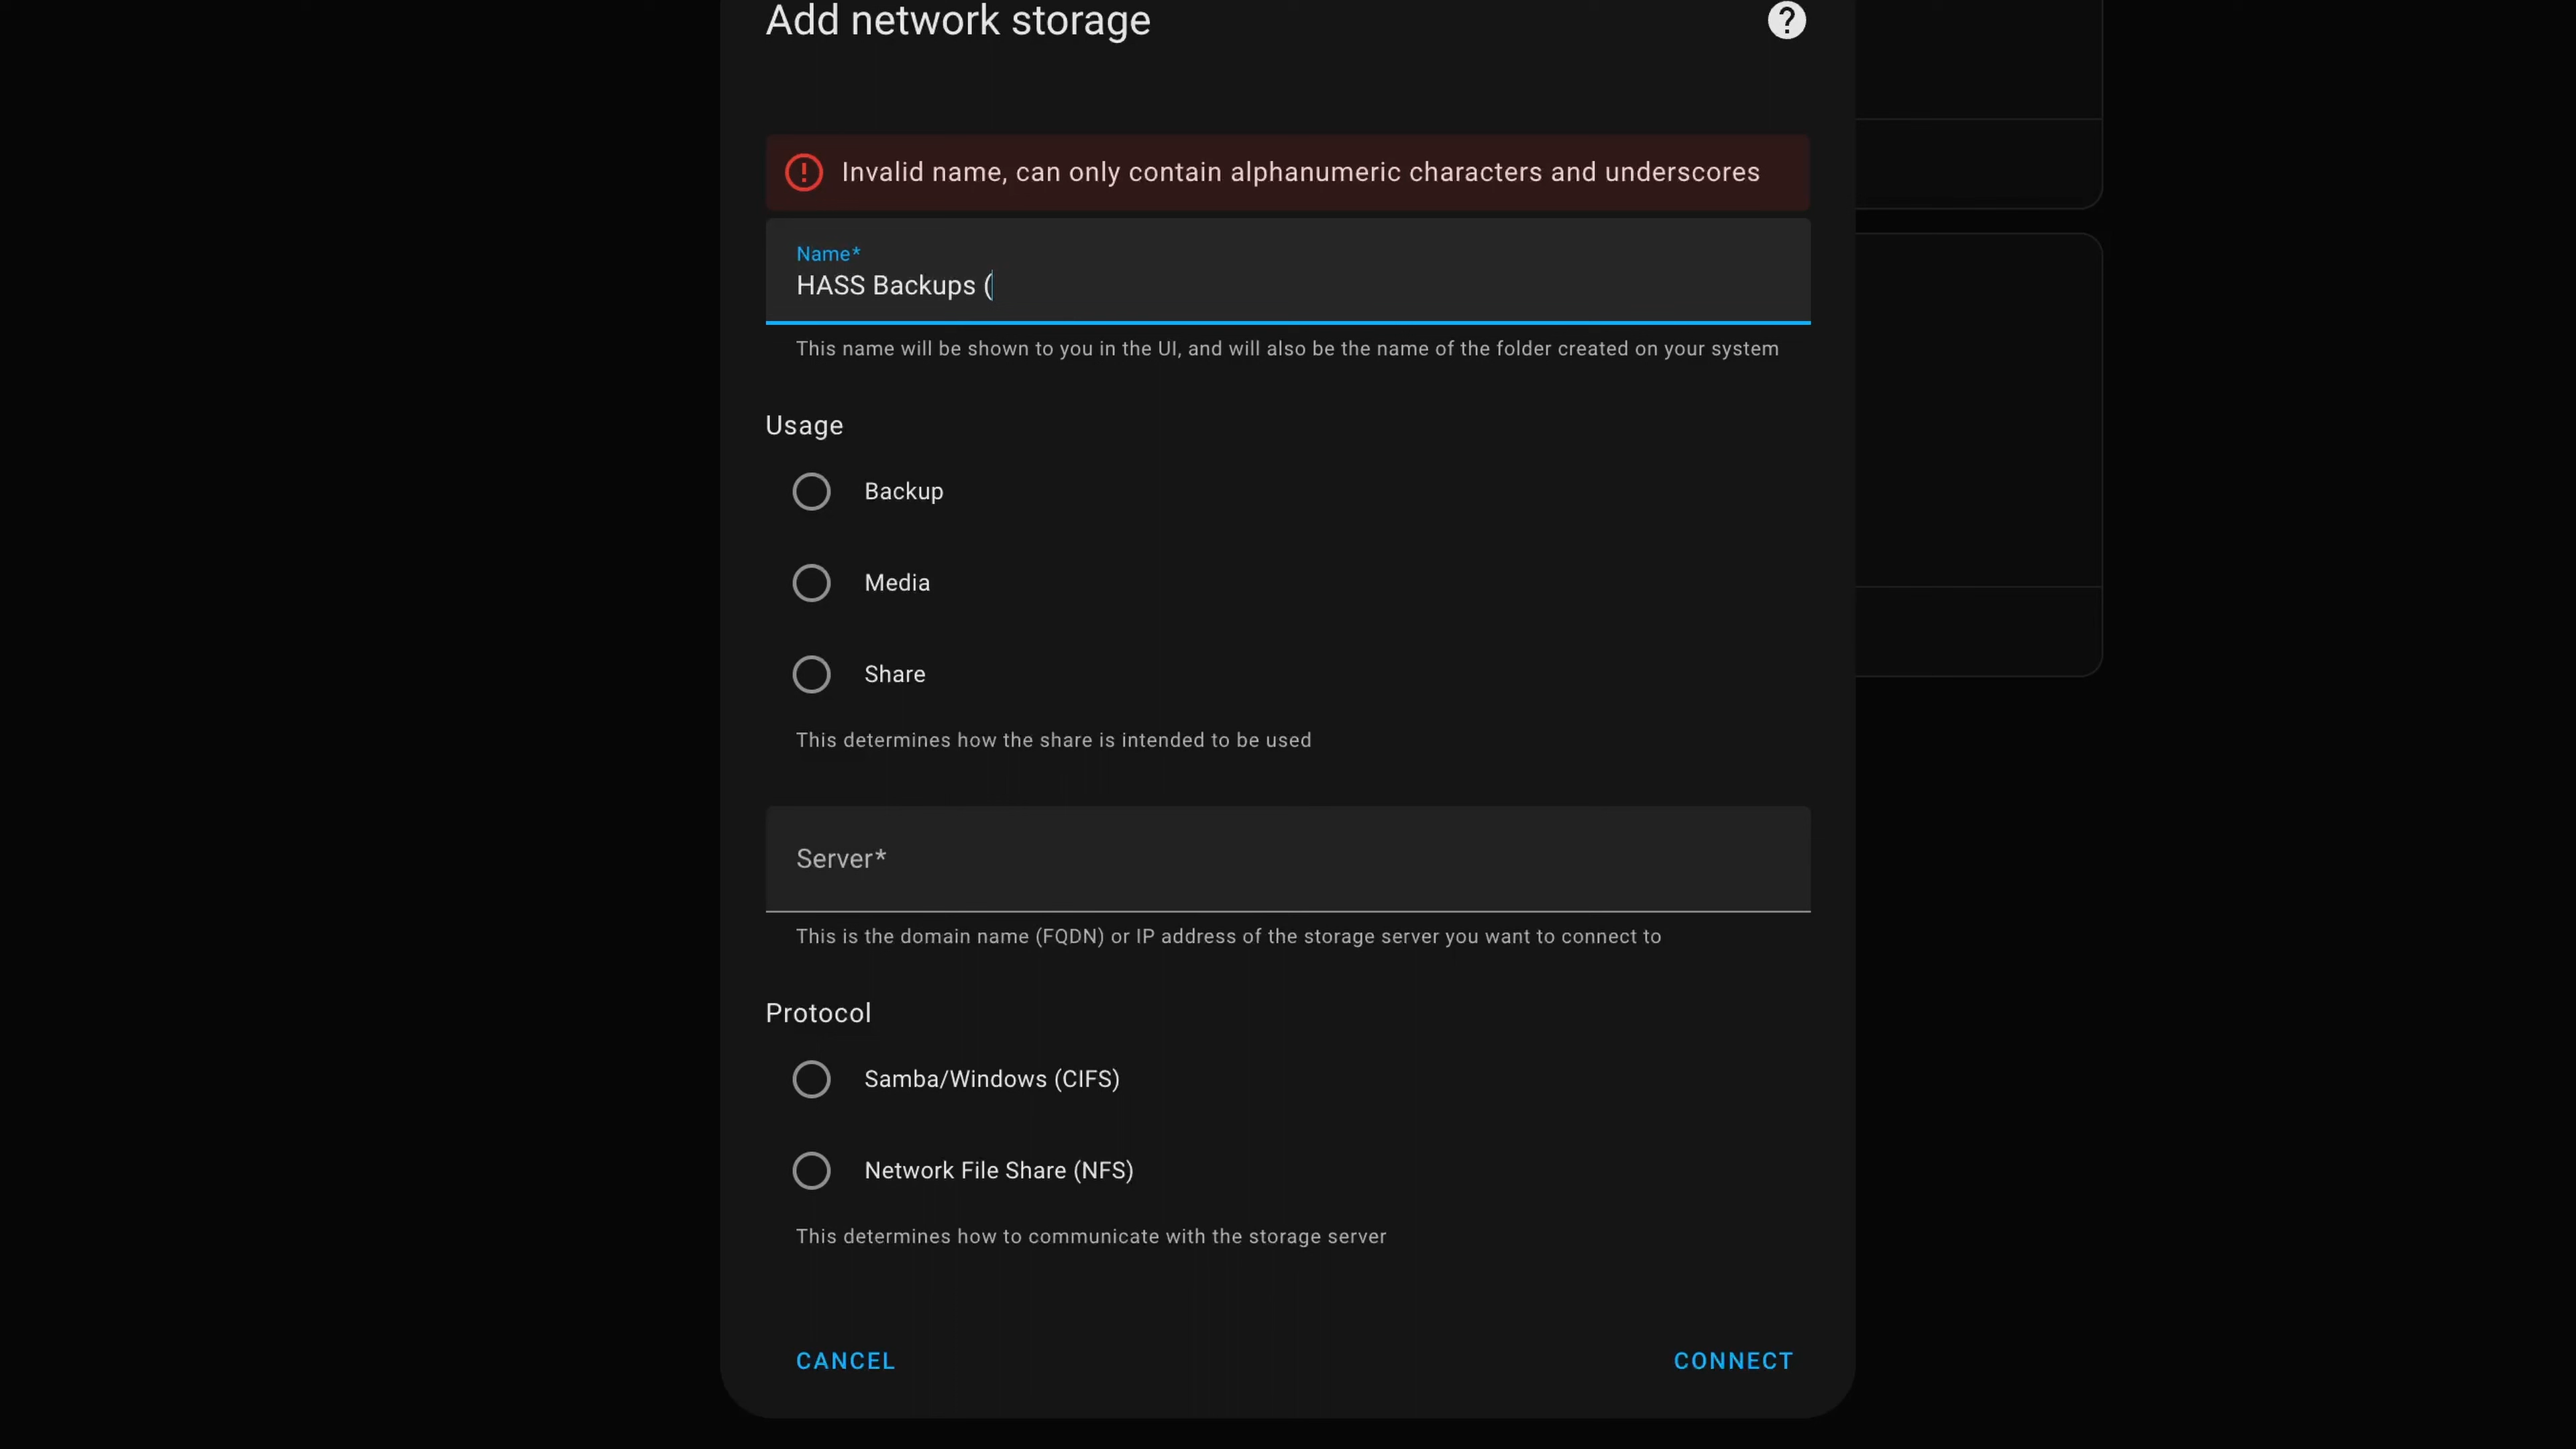 Add network storage
Invalid name, can only contain alphanumeric characters and underscores
Name*
HASS Backups (
This name will be shown to you in the UI, and will also be the name of the folder created on your system
Usage
Backup
Media
Share
This determines how the share is intended to be used
Server*
This is the domain name (FQDN) or IP address of the storage server you want to connect to
Protocol
Samba/Windows (CIFS)
Network File Share (NFS)
This determines how to communicate with the storage server
CANCEL
CONNECT